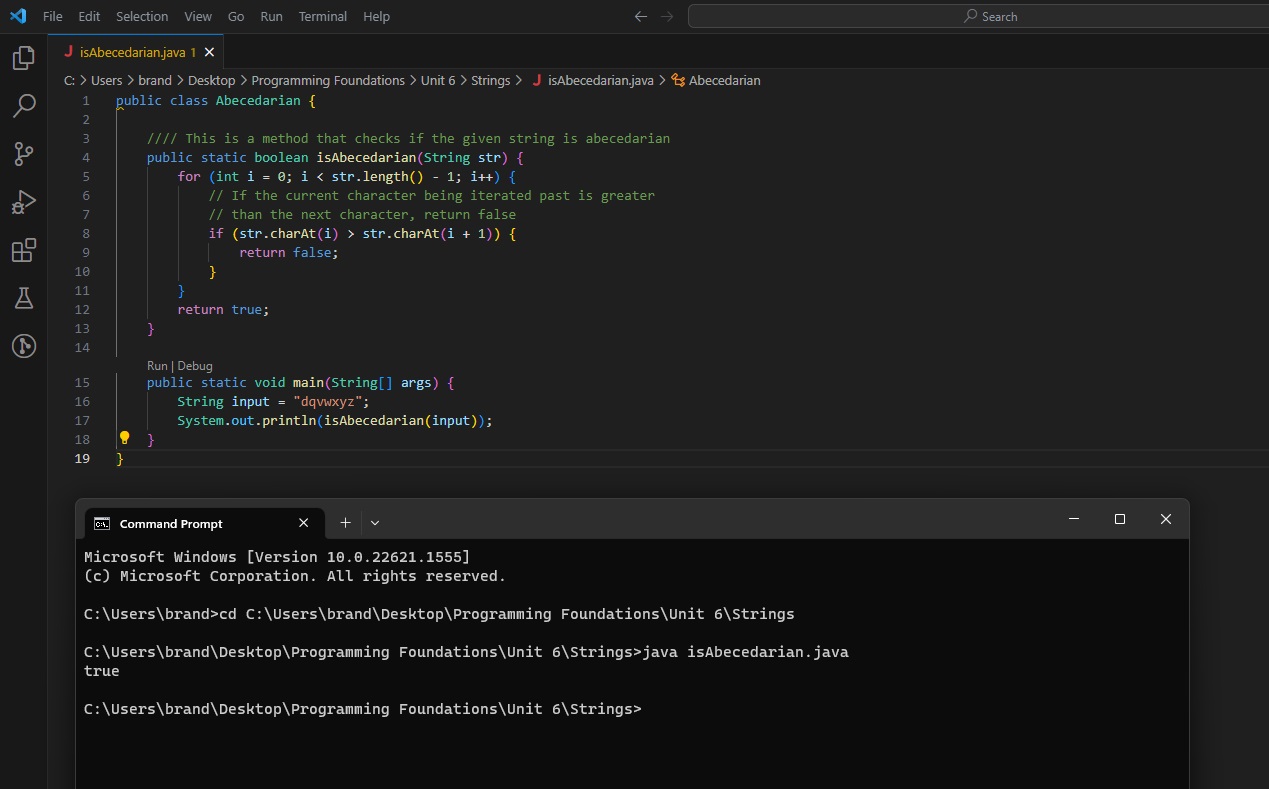 File Edit Selection View Go Run Terminal Help Search
J isAbecedarian.java 1
C: > Users > brand > Desktop > Programming Foundations > Unit 6 > Strings > J isAbecedarian.java > Abecedarian
1 public class Abecedarian {
2
3 //// This is a method that checks if the given string is abecedarian
4 public static boolean isAbecedarian(String str) {
5 for (int i = 0; i < str.length() - 1; i++) {
6 // If the current character being iterated past is greater
7 // than the next character, return false
8 if (str.charAt(i) > str.charAt(i + 1)) {
9 return false;
10 }
11 }
12 return true;
13 }
14
Run | Debug
15 public static void main(String[] args) {
16 String input = "dqvwxyz";
17 System.out.println(isAbecedarian(input));
18 }
19 }
Command Prompt
Microsoft Windows [Version 10.0.22621.1555]
(c) Microsoft Corporation. All rights reserved.
C:\Users\brand>cd C:\Users\brand\Desktop\Programming Foundations\Unit 6\Strings
C:\Users\brand\Desktop\Programming Foundations\Unit 6\Strings>java isAbecedarian.java
true
C:\Users\brand\Desktop\Programming Foundations\Unit 6\Strings>